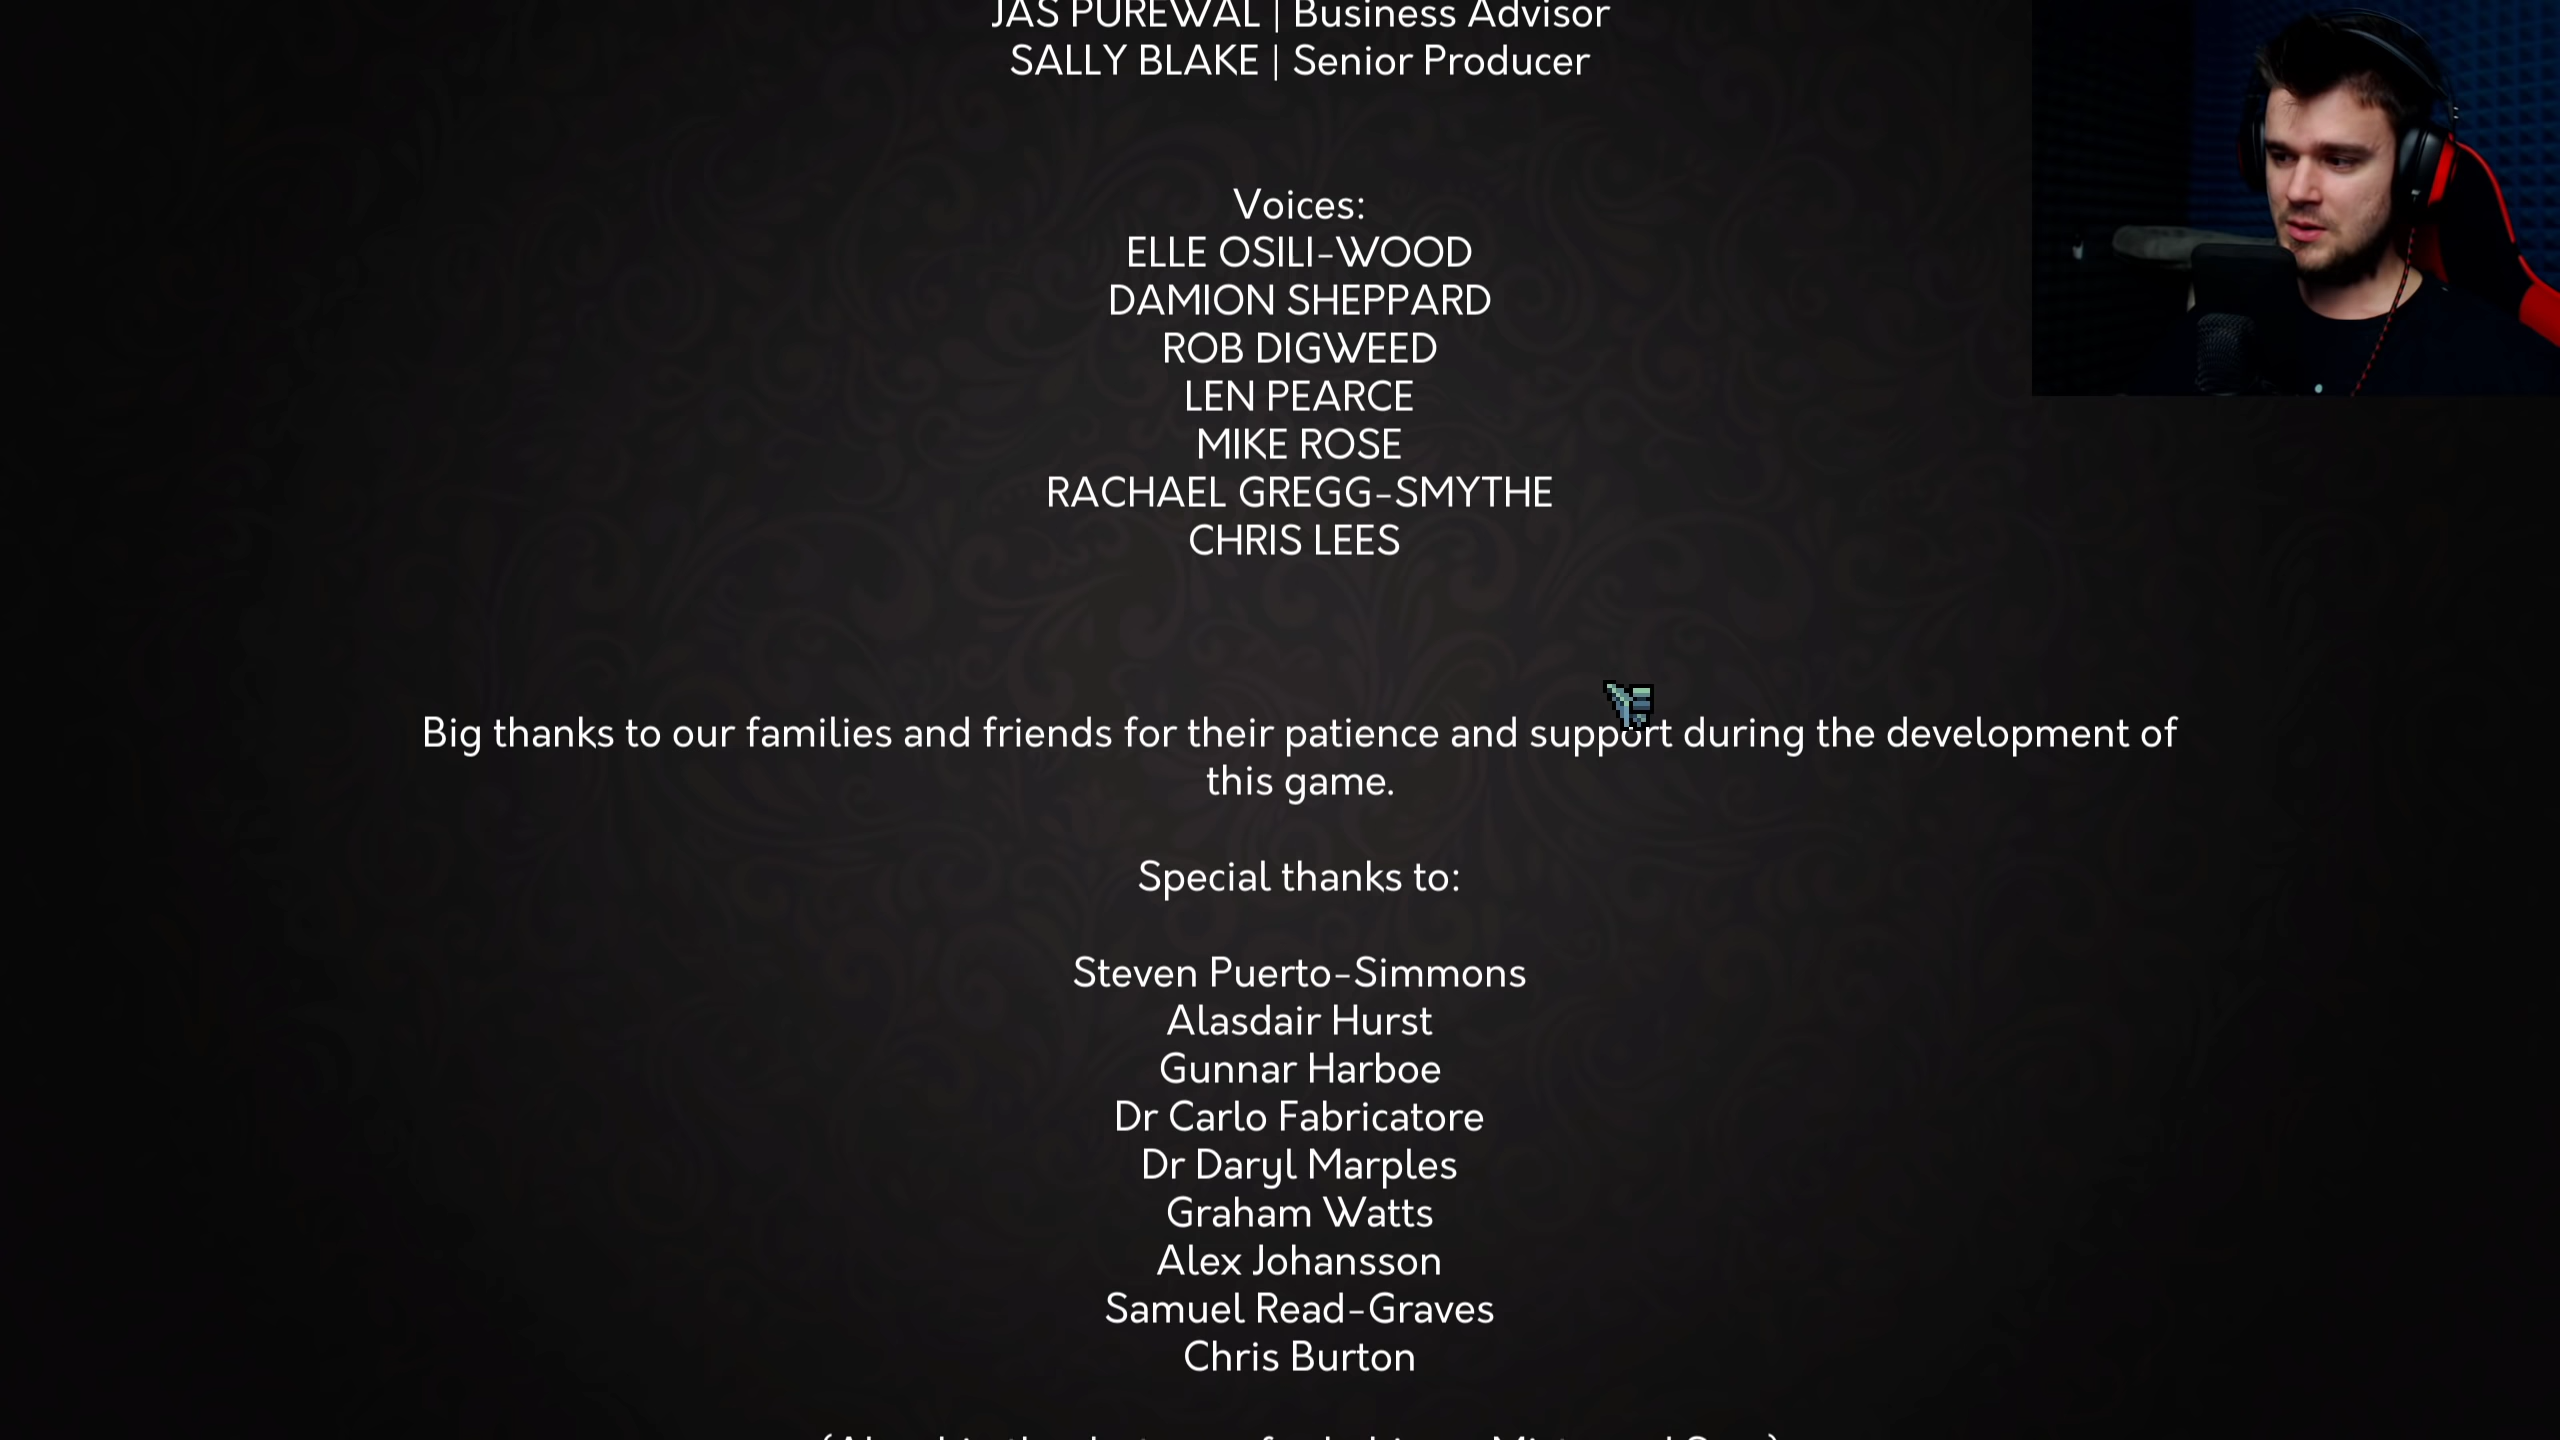 JAS PUREWAL | Business Advisor
SALLY BLAKE | Senior Producer
Voices:
ELLE OSILI-WOOD
DAMION SHEPPARD
ROB DIGWEED
LEN PEARCE
MIKE ROSE
RACHAEL GREGG-SMYTHE
CHRIS LEES
Big thanks to our families and friends for their patience and support during the development of
this game.
Special thanks to:
Steven Puerto-Simmons
Alasdair Hurst
Gunnar Harboe
Dr Carlo Fabricatore
Dr Daryl Marples
Graham Watts
Alex Johansson
Samuel Read-Graves
Chris Burton